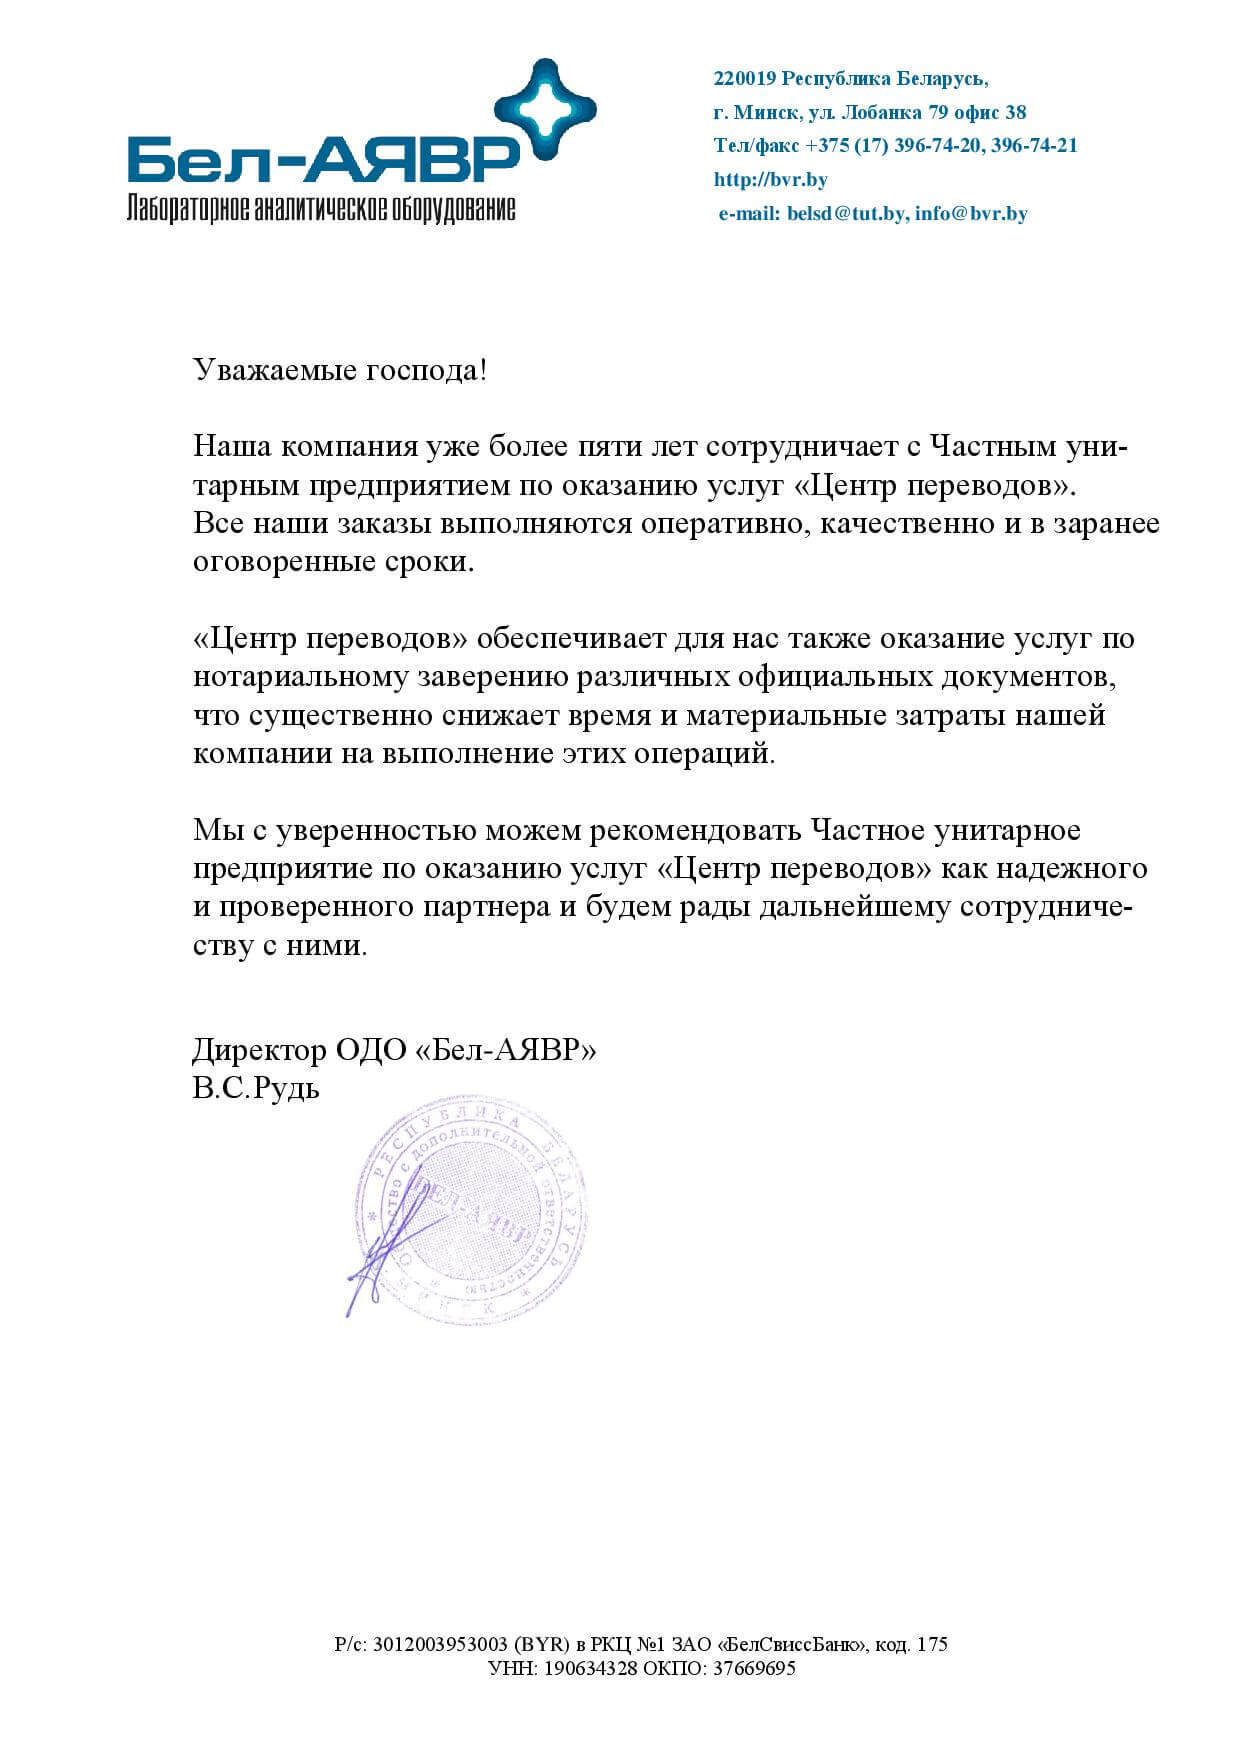 Бел-АЯВР
Лабораторное аналитическое оборудование
220019 Республика Беларусь,
г. Минск, ул. Лобанка 79 офис 38
Тел/факс +375 (17) 396-74-20, 396-74-21
http://bvr.by
e-mail: belsd@tut.by, info@bvr.by
Уважаемые господа!
Наша компания уже более пяти лет сотрудничает с Частным уни-
тарным предприятием по оказанию услуг «Центр переводов».
Все наши заказы выполняются оперативно, качественно и в заранее
оговоренные сроки.
«Центр переводов» обеспечивает для нас также оказание услуг по
нотариальному заверению различных официальных документов,
что существенно снижает время и материальные затраты нашей
компании на выполнение этих операций.
Мы с уверенностью можем рекомендовать Частное унитарное
предприятие по оказанию услуг «Центр переводов» как надежного
и проверенного партнера и будем рады дальнейшему сотрудниче-
ству с ними.
Директор ОДО «Бел-АЯВР»
В.С.Рудь
* РЕСПУБЛИКА БЕЛАРУСЬ *
с дополнительной ответственностью *
БЕЛ-АЯВР
Р/с: 3012003953003 (BYR) в РКЦ №1 ЗАО «БелСвиссБанк», код. 175
УНН: 190634328 ОКПО: 37669695